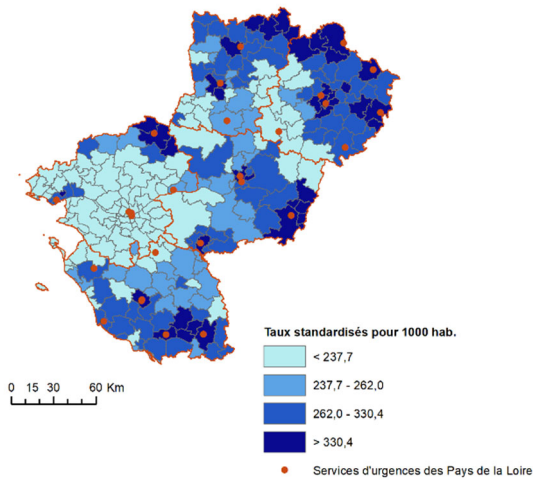 Taux standardisés pour 1000 hab.
< 237,7
237,7 - 262,0
262,0 - 330,4
> 330,4
0 15 30 60 Km
Services d'urgences des Pays de la Loire